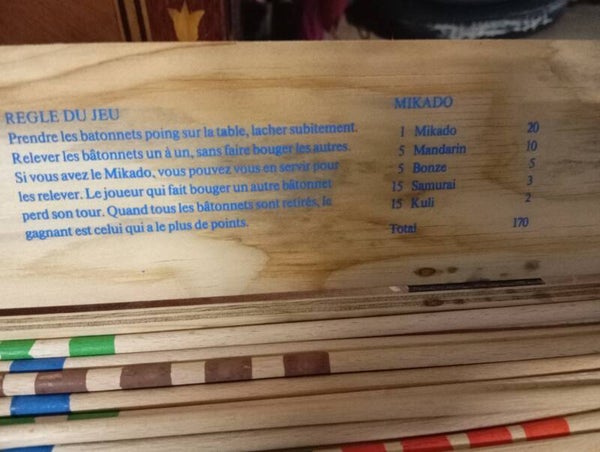 REGLE DU JEU
Prendre les batonnets poing sur la table, lacher subitement.
Relever les bâtonnets un à un, sans faire bouger les autres.
Si vous avez le Mikado, vous pouvez vous en servir pour
les relever. Le joueur qui fait bouger un autre bâtonnet
perd son tour. Quand tous les bâtonnets sont retirés, le
gagnant est celui qui a le plus de points.
MIKADO
1 Mikado 20
5 Mandarin 10
5 Bonze 5
15 Samurai 3
15 Kuli 2
Total 170